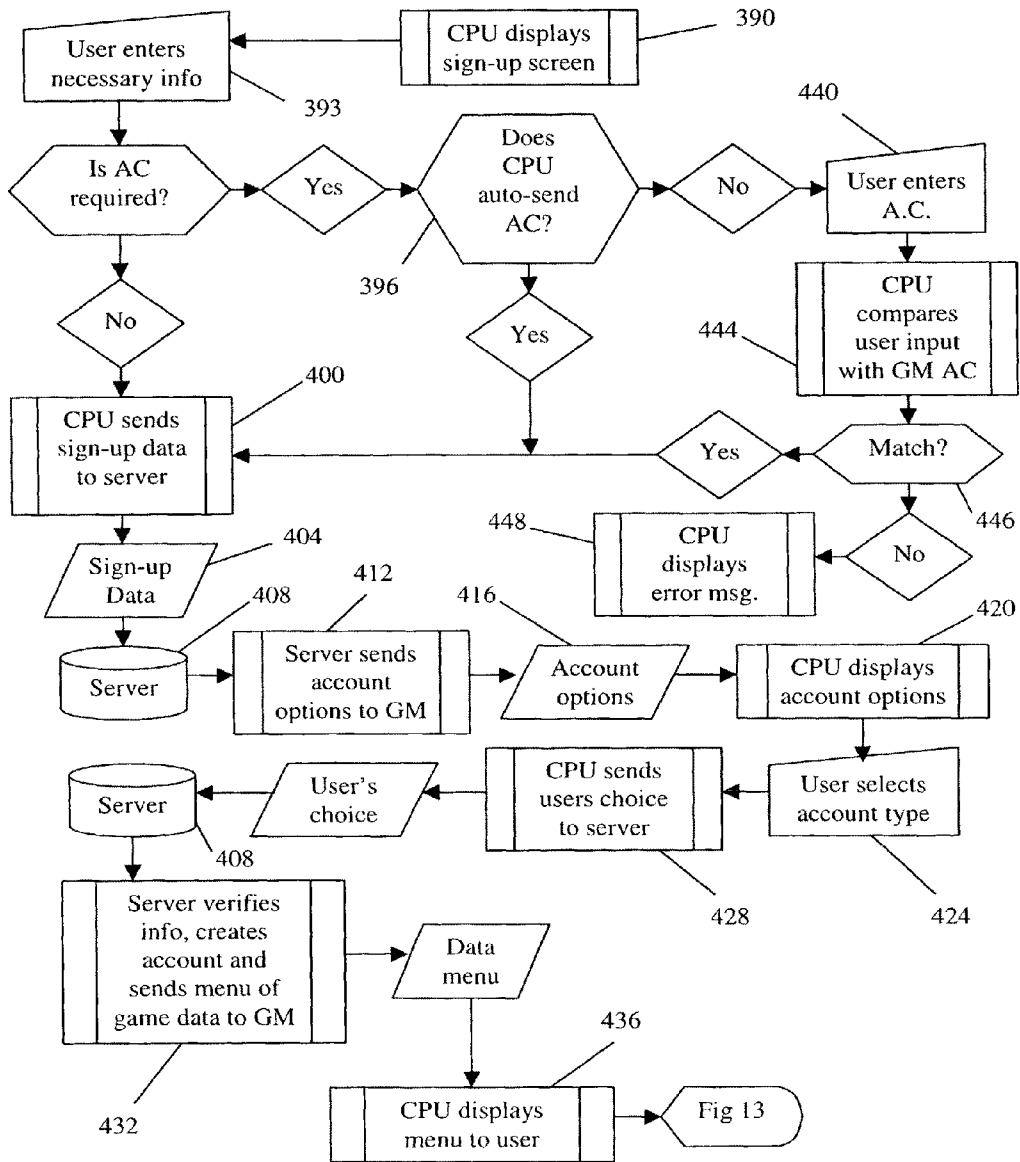 390
CPU displays
sign-up screen
User enters
necessary info
393
440
Is AC
required?
Yes
Does
CPU
auto-send
AC?
396
No
User enters
A.C.
No
Yes
444
CPU
compares
user input
with GM AC
400
CPU sends
sign-up data
to server
Yes
Match?
446
448
CPU
displays
error msg.
No
404
Sign-up
Data
408
Server
412
Server sends
account
options to GM
416
Account
options
420
CPU displays
account options
Server
408
User's
choice
CPU sends
users choice
to server
428
User selects
account type
424
Server verifies
info, creates
account and
sends menu of
game data to GM
432
Data
menu
436
CPU displays
menu to user
Fig 13